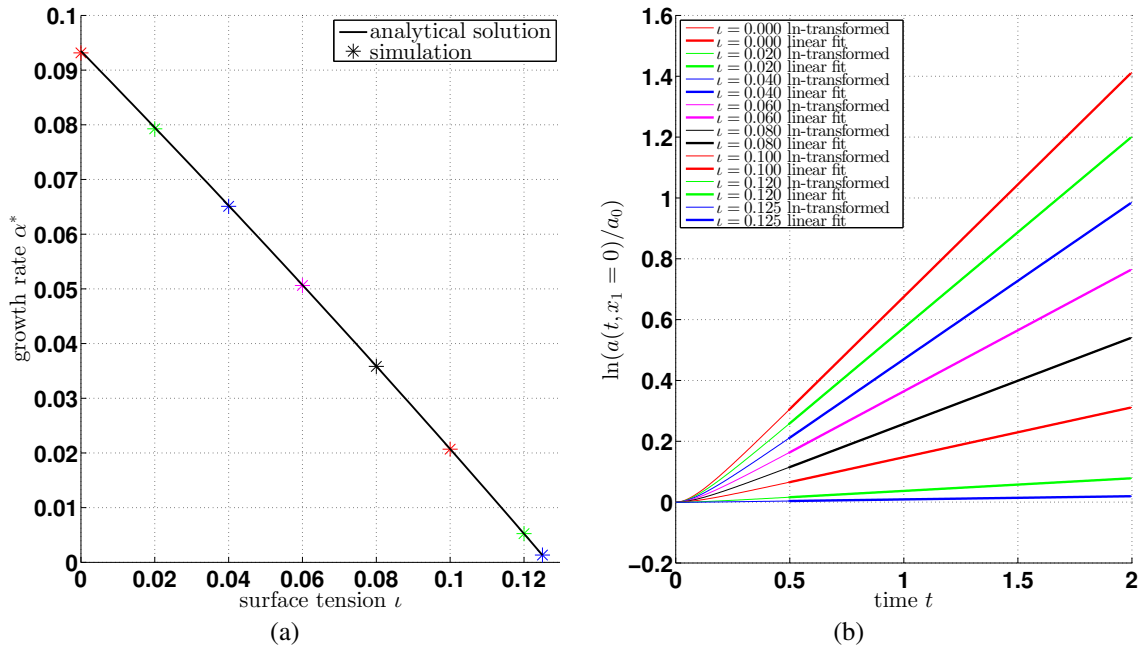 0.1
0.09
0.08
0.07
0.06
0.05
0.04
0.03
0.02
0.01
0
growth rate α*
analytical solution
simulation
0 0.02 0.04 0.06 0.08 0.1 0.12
surface tension ι
(a)
1.6
1.4
1.2
1
0.8
0.6
0.4
0.2
0
−0.2
ln(a(t, x₁ = 0)/a₀)
ι = 0.000 ln-transformed
ι = 0.000 linear fit
ι = 0.020 ln-transformed
ι = 0.020 linear fit
ι = 0.040 ln-transformed
ι = 0.040 linear fit
ι = 0.060 ln-transformed
ι = 0.060 linear fit
ι = 0.080 ln-transformed
ι = 0.080 linear fit
ι = 0.100 ln-transformed
ι = 0.100 linear fit
ι = 0.120 ln-transformed
ι = 0.120 linear fit
ι = 0.125 ln-transformed
ι = 0.125 linear fit
0 0.5 1 1.5 2
time t
(b)